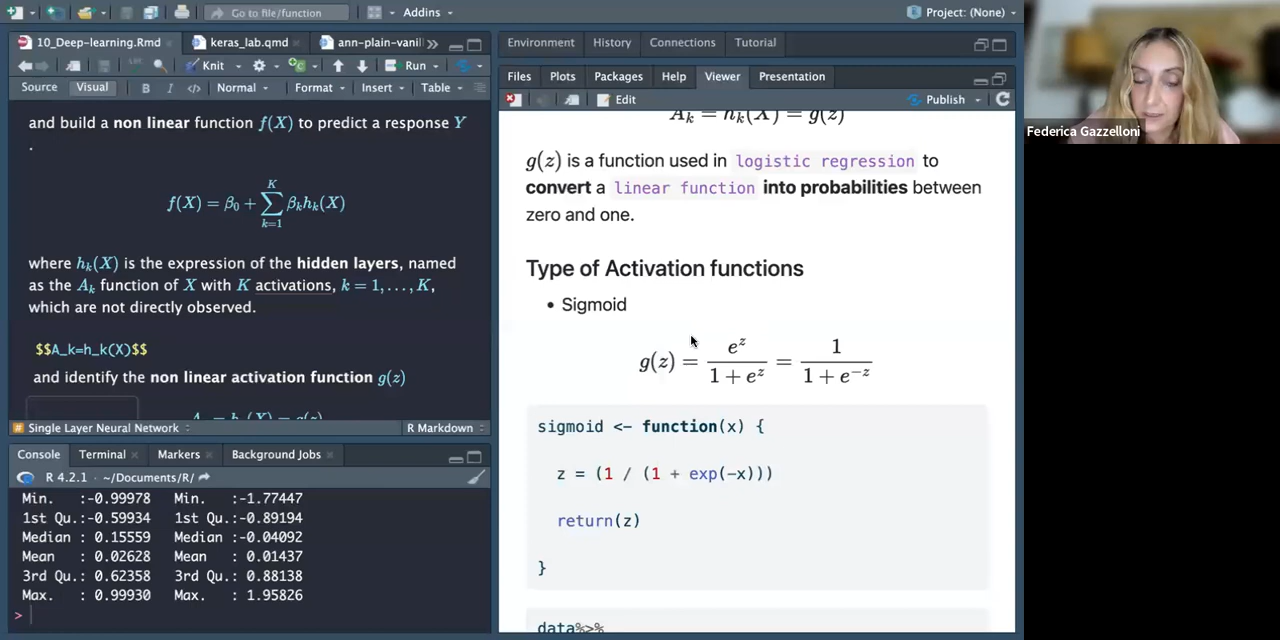 Go to file/function
Addins
Project: (None)
10_Deep-learning.Rmd
keras_lab.qmd
ann-plain-vanil
Knit
Run
Source
Visual
B
I
Normal
Format
Insert
Table
and build a non linear function f(X) to predict a response Y
.
f(X) = β₀ + ∑ₖ₌₁ᴷ βₖhₖ(X)
where hₖ(X) is the expression of the hidden layers, named
as the Aₖ function of X with K activations, k = 1, . . . , K,
which are not directly observed.
$$A_k=h_k(X)$$
and identify the non linear activation function g(z)
Aₖ = hₖ(X) = g(z)
Single Layer Neural Network
R Markdown
Console
Terminal
Markers
Background Jobs
R 4.2.1 · ~/Documents/R/
Min. :-0.99978 Min. :-1.77447
1st Qu.:-0.59934 1st Qu.:-0.89194
Median : 0.15559 Median :-0.04092
Mean : 0.02628 Mean : 0.01437
3rd Qu.: 0.62358 3rd Qu.: 0.88138
Max. : 0.99930 Max. : 1.95826
>
Environment
History
Connections
Tutorial
Files
Plots
Packages
Help
Viewer
Presentation
Edit
Publish
Aₖ = hₖ(X) = g(z)
g(z) is a function used in logistic regression to
convert a linear function into probabilities between
zero and one.
Type of Activation functions
• Sigmoid
g(z) = e^z / (1 + e^z) = 1 / (1 + e^−z)
sigmoid <- function(x) {
z = (1 / (1 + exp(-x)))
return(z)
}
data%>%
Federica Gazzelloni